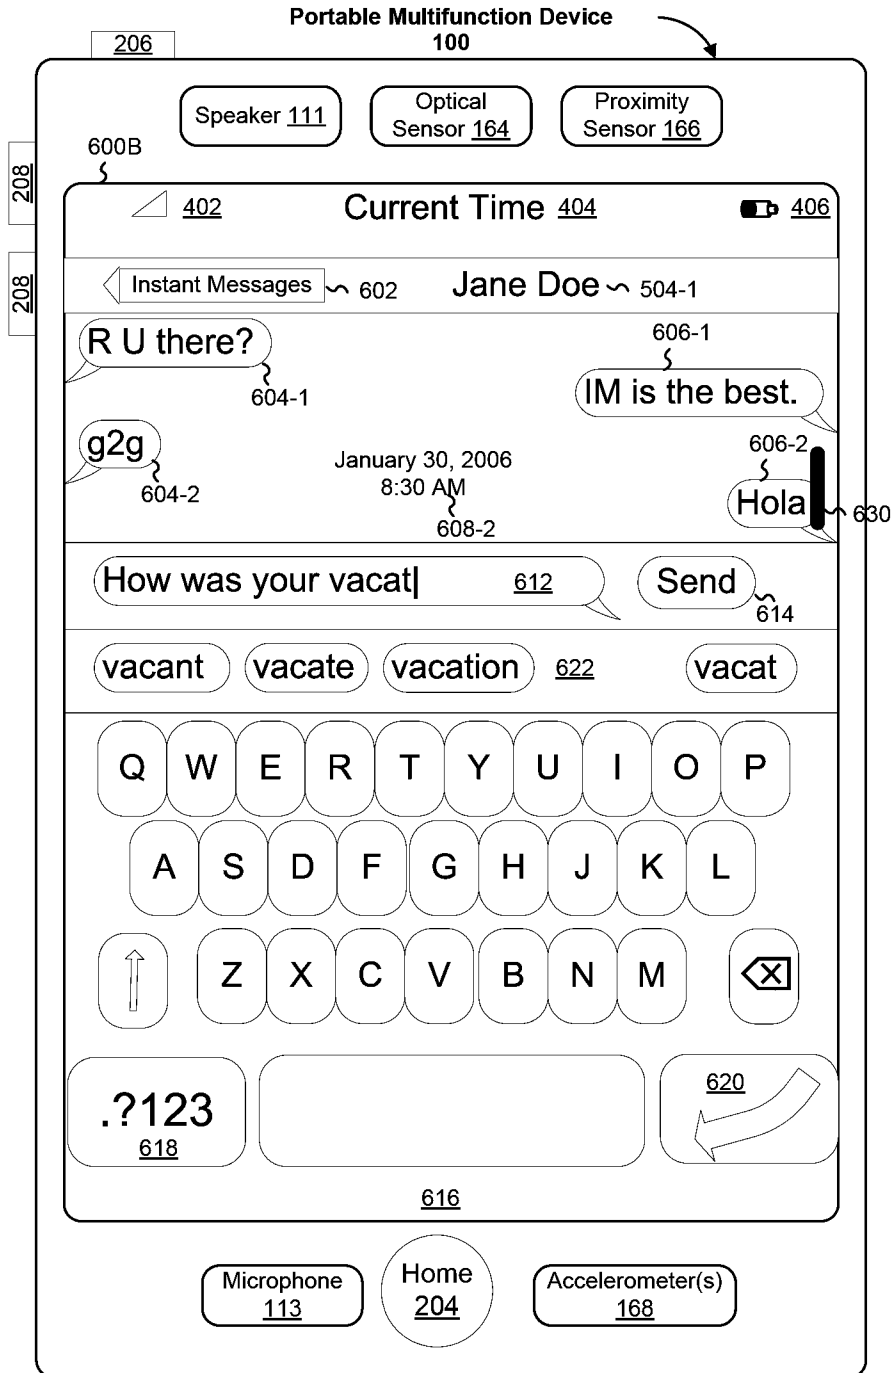 Portable Multifunction Device
100
206
Speaker 111
Optical
Sensor 164
Proximity
Sensor 166
600B
208
402
Current Time 404
406
208
Instant Messages
602
Jane Doe
504-1
R U there?
606-1
604-1
IM is the best.
g2g
606-2
January 30, 2006
604-2
8:30 AM
Hola
630
608-2
How was your vacat
612
Send
614
vacant
vacate
vacation
622
vacat
Q W E R T Y U I O P
A S D F G H J K L
Z X C V B N M
.?123
618
620
616
Microphone
113
Home
204
Accelerometer(s)
168